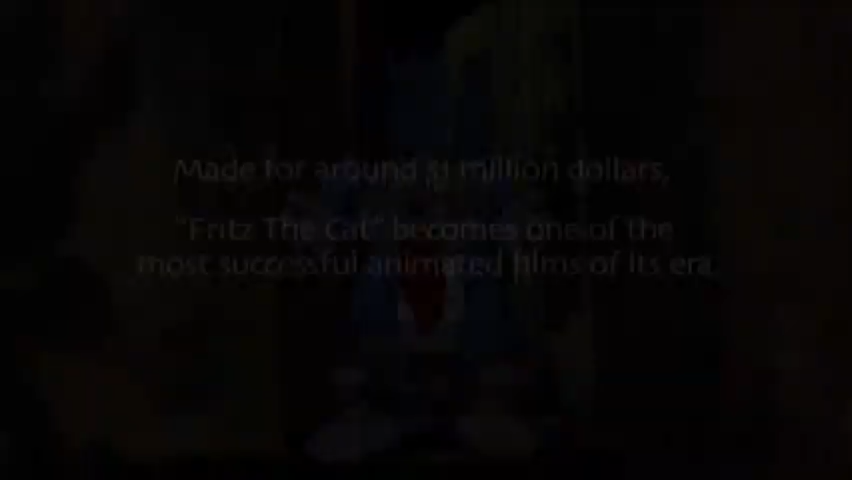 Made for around $1 million dollars,
"Fritz The Cat" becomes one of the
most successful animated films of its era.